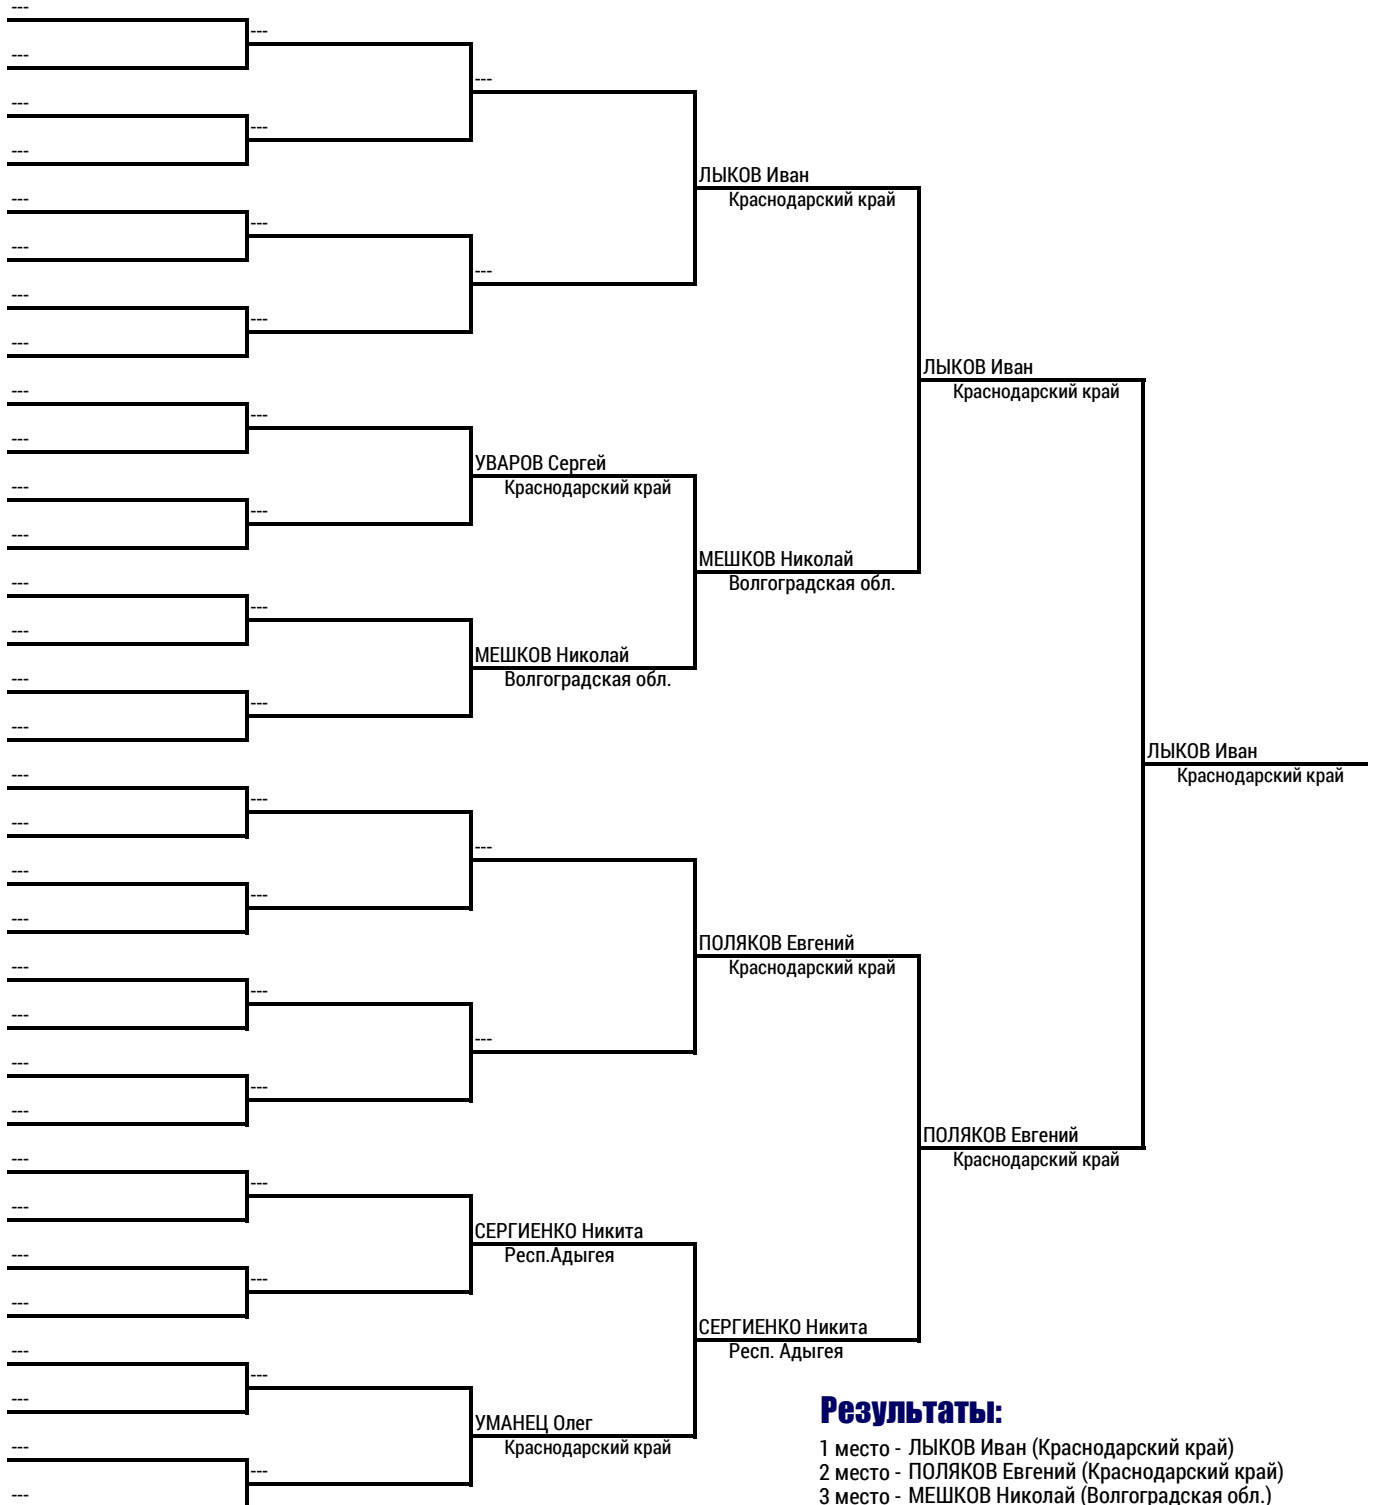 ---
---
---
---
---
---
---
ЛЫКОВ Иван
---
Краснодарский край
---
---
---
---
---
---
ЛЫКОВ Иван
---
Краснодарский край
---
---
УВАРОВ Сергей
---
Краснодарский край
---
---
МЕШКОВ Николай
---
Волгоградская обл.
---
---
МЕШКОВ Николай
---
Волгоградская обл.
---
---
ЛЫКОВ Иван
---
Краснодарский край
---
---
---
---
---
---
ПОЛЯКОВ Евгений
---
Краснодарский край
---
---
---
---
---
---
ПОЛЯКОВ Евгений
---
Краснодарский край
---
---
СЕРГИЕНКО Никита
---
Респ.Адыгея
---
---
СЕРГИЕНКО Никита
---
Респ. Адыгея
---
---
УМАНЕЦ Олег
---
Краснодарский край
---
---
Результаты:
1 место - ЛЫКОВ Иван (Краснодарский край)
2 место - ПОЛЯКОВ Евгений (Краснодарский край)
3 место - МЕШКОВ Николай (Волгоградская обл.)